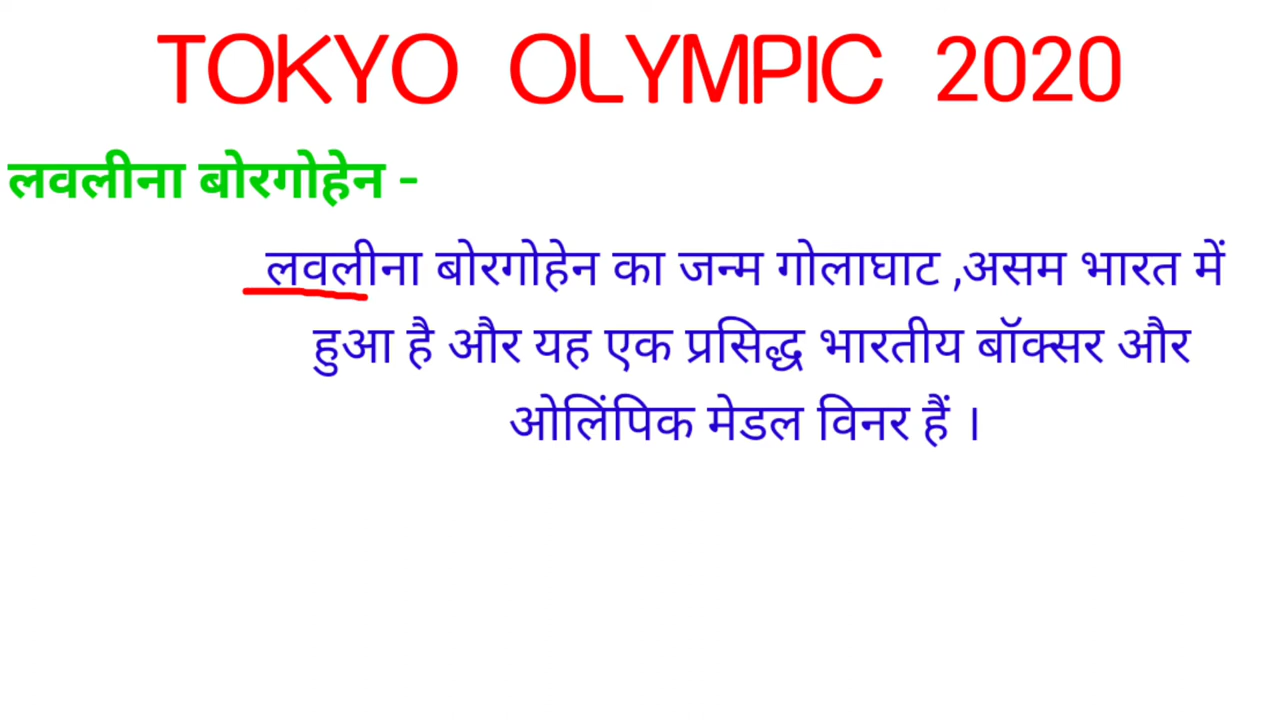 TOKYO OLYMPIC 2020
लवलीना बोरगोहेन -
लवलीना बोरगोहेन का जन्म गोलाघाट ,असम भारत में
हुआ है और यह एक प्रसिद्ध भारतीय बॉक्सर और
ओलिंपिक मेडल विनर हैं ।